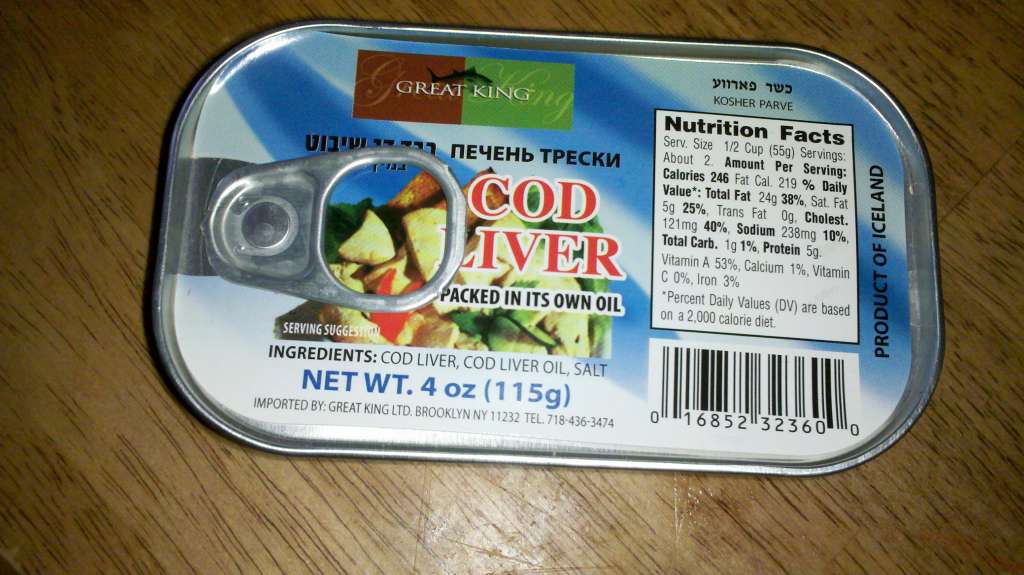 GREAT KING
כשר פארווע
KOSHER PARVE
ПЕЧЕНЬ ТРЕСКИ
COD
LIVER
PACKED IN ITS OWN OIL
SERVING SUGGESTION
INGREDIENTS: COD LIVER, COD LIVER OIL, SALT
NET WT. 4 oz (115g)
IMPORTED BY: GREAT KING LTD. BROOKLYN NY 11232 TEL. 718-436-3474
Nutrition Facts
Serv. Size 1/2 Cup (55g) Servings:
About 2. Amount Per Serving:
Calories 246 Fat Cal. 219 % Daily
Value*: Total Fat 24g 38%, Sat. Fat
5g 25%, Trans Fat 0g, Cholest.
121mg 40%, Sodium 238mg 10%,
Total Carb. 1g 1%, Protein 5g.
Vitamin A 53%, Calcium 1%, Vitamin
C 0%, Iron 3%
*Percent Daily Values (DV) are based
on a 2,000 calorie diet.
PRODUCT OF ICELAND
0 16852 32360 0